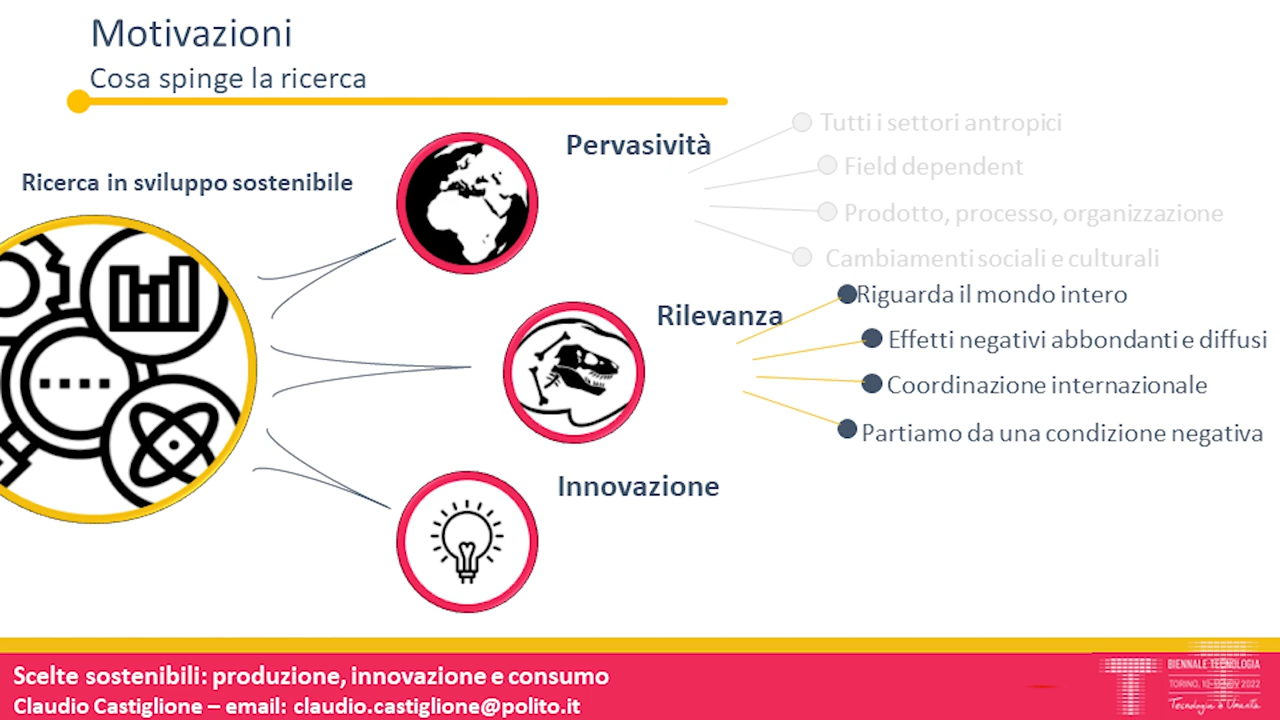 Motivazioni
Cosa spinge la ricerca
Ricerca in sviluppo sostenibile
Pervasività
Tutti i settori antropici
Field dependent
Prodotto, processo, organizzazione
Cambiamenti sociali e culturali
Rilevanza
Riguarda il mondo intero
Effetti negativi abbondanti e diffusi
Coordinazione internazionale
Partiamo da una condizione negativa
Innovazione
Scelte sostenibili: produzione, innovazione e consumo
Claudio Castiglione – email: claudio.castiglione@polito.it
BIENNALE TECNOLOGIA
TORINO, 2022
Tecnologia è Umanità